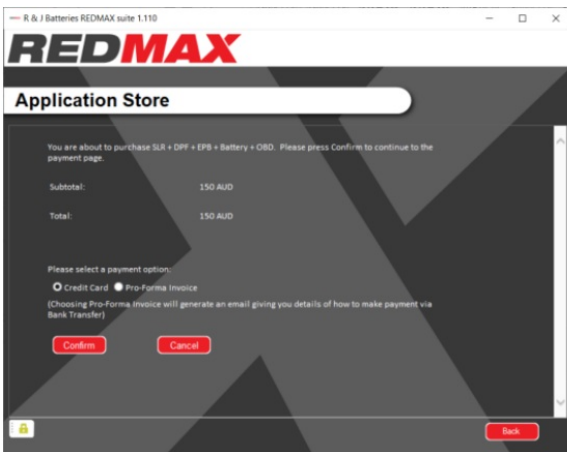 R & J Batteries REDMAX suite 1.110
REDMAX
Application Store
You are about to purchase SLR + DPF + EPB + Battery + OBD. Please press Confirm to continue to the
payment page.
Subtotal: 150 AUD
Total: 150 AUD
Please select a payment option:
Credit Card Pro-Forma Invoice
(Choosing Pro-Forma Invoice will generate an email giving you details of how to make payment via
Bank Transfer)
Confirm Cancel
Back